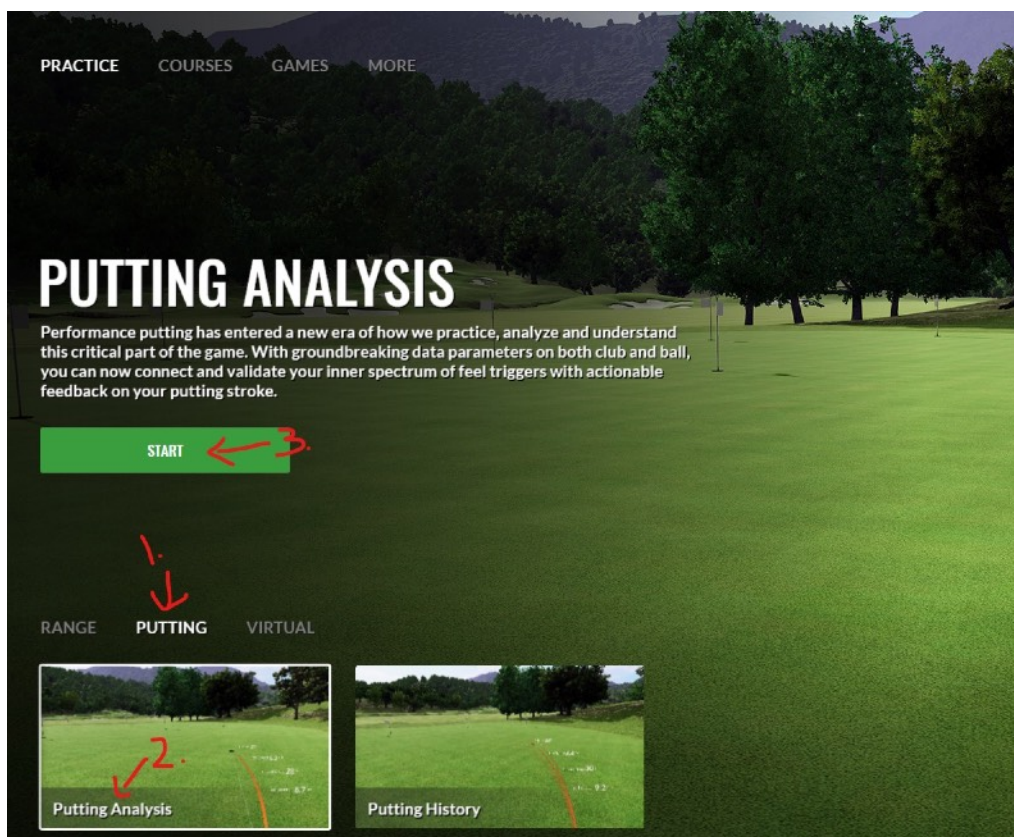 PRACTICE COURSES GAMES MORE
PUTTING ANALYSIS
Performance putting has entered a new era of how we practice, analyze and understand
this critical part of the game. With groundbreaking data parameters on both club and ball,
you can now connect and validate your inner spectrum of feel triggers with actionable
feedback on your putting stroke.
START 3.
1.
RANGE PUTTING VIRTUAL
2.
Putting Analysis Putting History